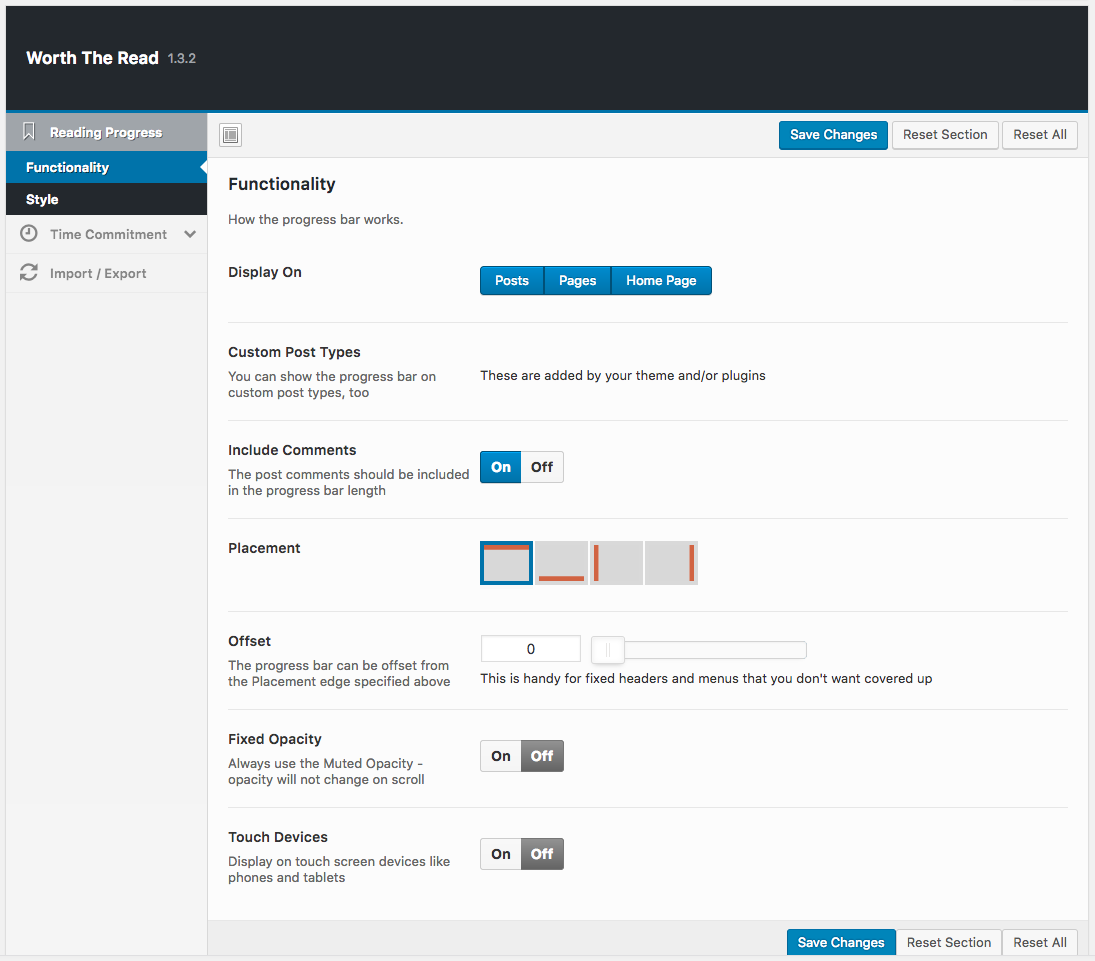 Worth The Read 1.3.2
Reading Progress
Functionality
Style
Time Commitment
Import / Export
Save Changes Reset Section Reset All
Functionality
How the progress bar works.
Display On
Posts Pages Home Page
Custom Post Types
You can show the progress bar on
custom post types, too
These are added by your theme and/or plugins
Include Comments
The post comments should be included
in the progress bar length
On Off
Placement
Offset
The progress bar can be offset from
the Placement edge specified above
0
This is handy for fixed headers and menus that you don't want covered up
Fixed Opacity
Always use the Muted Opacity -
opacity will not change on scroll
On Off
Touch Devices
Display on touch screen devices like
phones and tablets
On Off
Save Changes Reset Section Reset All